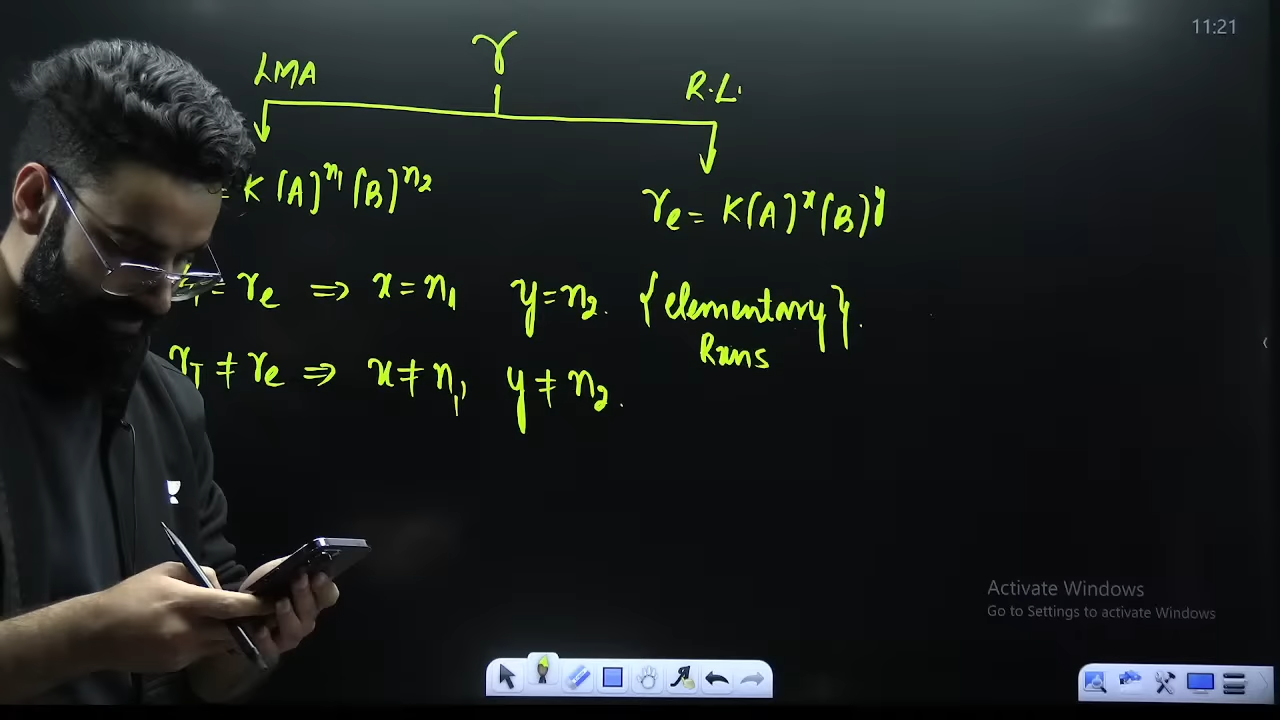 11:21
r
LMA
R.L.
= K[A]^n₁ [B]^n₂
rₑ = K[A]^x [B]^y
= rₑ ⇒ x = n₁ y = n₂. {elementary}.
Rxns
r_T ≠ rₑ ⇒ x ≠ n₁, y ≠ n₂.
Activate Windows
Go to Settings to activate Windows